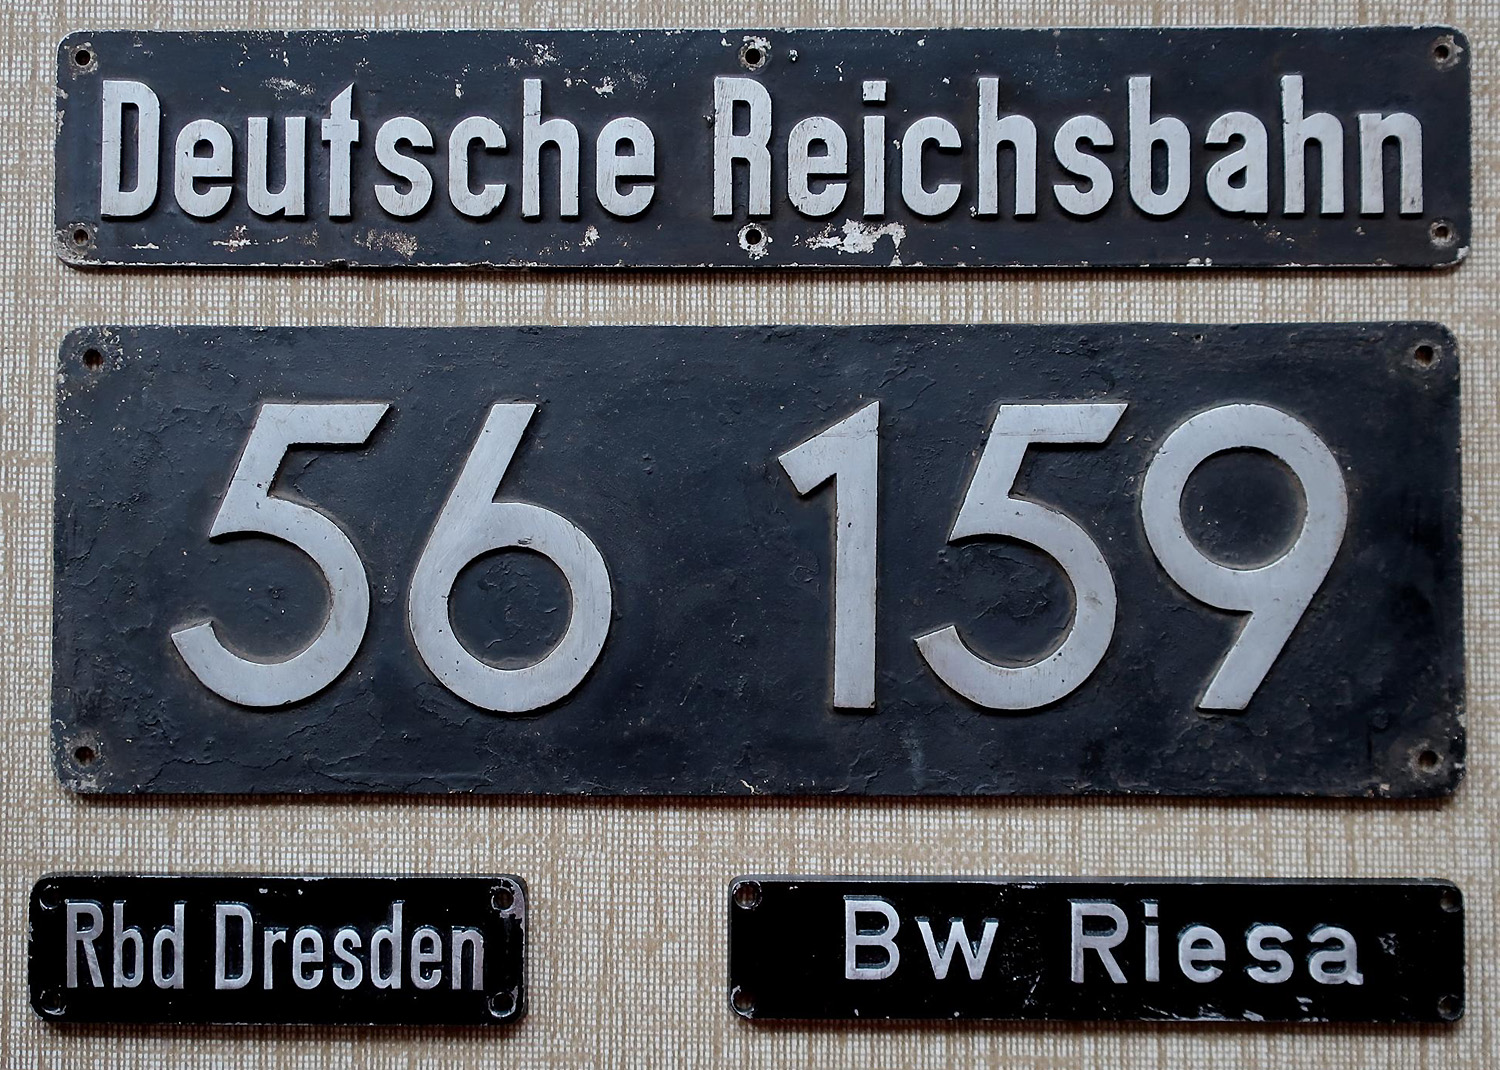 Deutsche Reichsbahn
56 159
Rbd Dresden
Bw Riesa